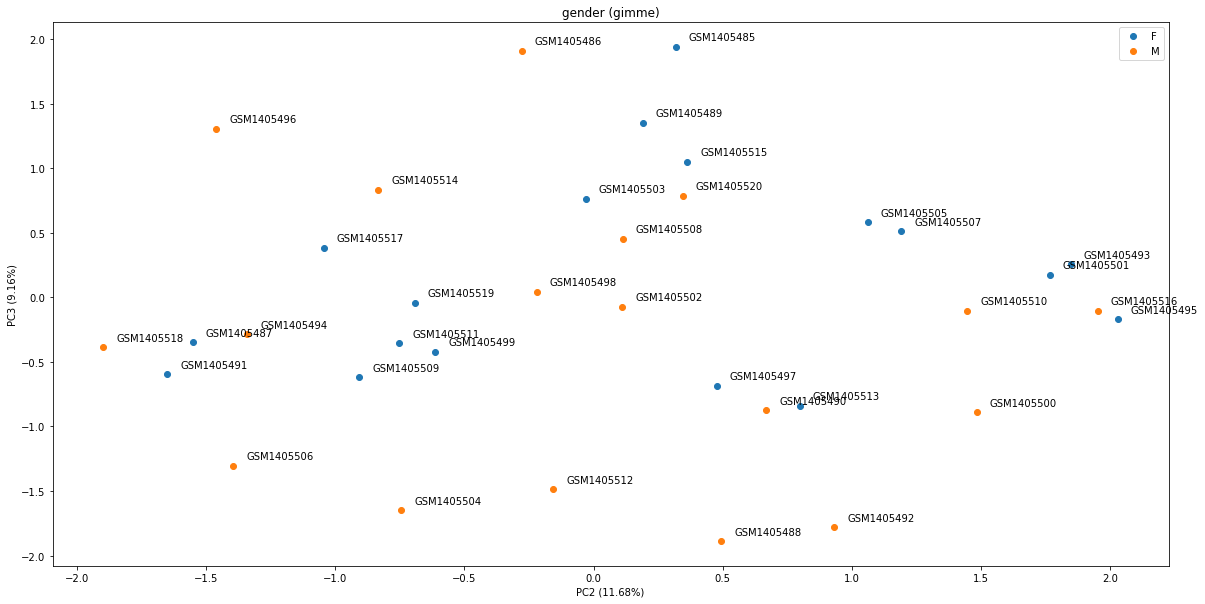 gender (gimme)
F
M
2.0
1.5
1.0
0.5
0.0
−0.5
−1.0
−1.5
−2.0
PC3 (9.16%)
GSM1405486
GSM1405485
GSM1405489
GSM1405496
GSM1405515
GSM1405514
GSM1405520
GSM1405503
GSM1405505
GSM1405507
GSM1405508
GSM1405517
GSM1405493
GSM1405501
GSM1405498
GSM1405519
GSM1405502
GSM1405510
GSM1405516
GSM1405495
GSM1405494
GSM1405487
GSM1405518
GSM1405511
GSM1405499
GSM1405491
GSM1405509
GSM1405497
GSM1405513
GSM1405490
GSM1405500
GSM1405506
GSM1405512
GSM1405504
GSM1405492
GSM1405488
−2.0
−1.5
−1.0
−0.5
0.0
0.5
1.0
1.5
2.0
PC2 (11.68%)